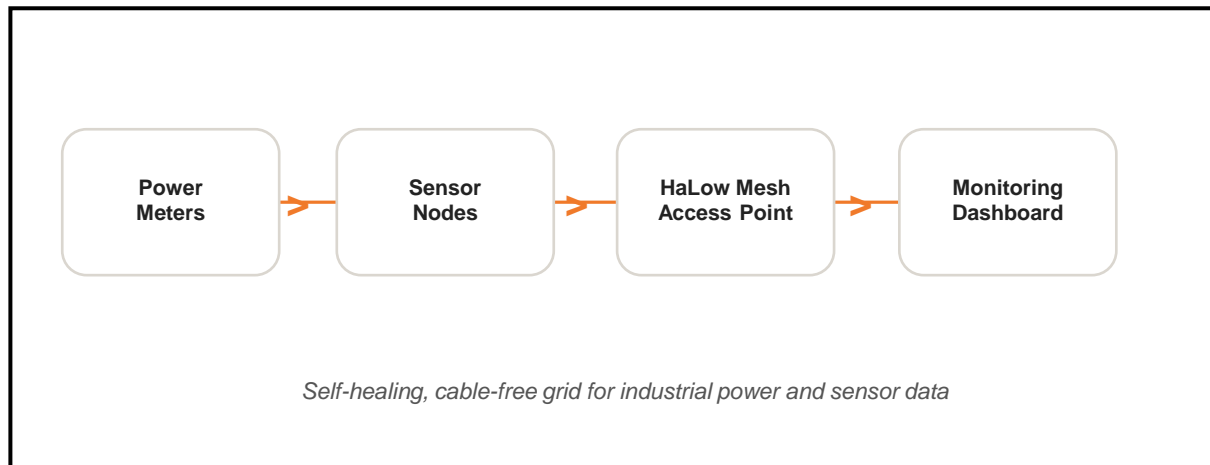 Power
Meters
Sensor
Nodes
HaLow Mesh
Access Point
Monitoring
Dashboard
Self-healing, cable-free grid for industrial power and sensor data